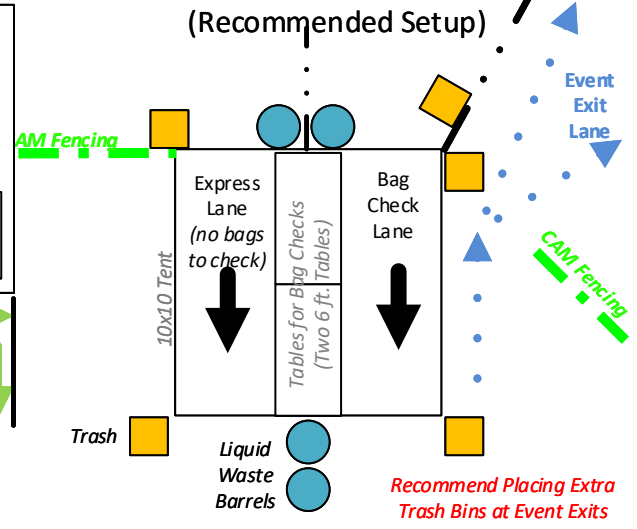 (Recommended Setup)
Event
Exit
Lane
AM Fencing
Express
Lane
(no bags
to check)
Bag
Check
Lane
10x10 Tent
Tables for Bag Checks
(Two 6 ft. Tables)
CAM Fencing
Trash
Liquid
Waste
Barrels
Recommend Placing Extra
Trash Bins at Event Exits